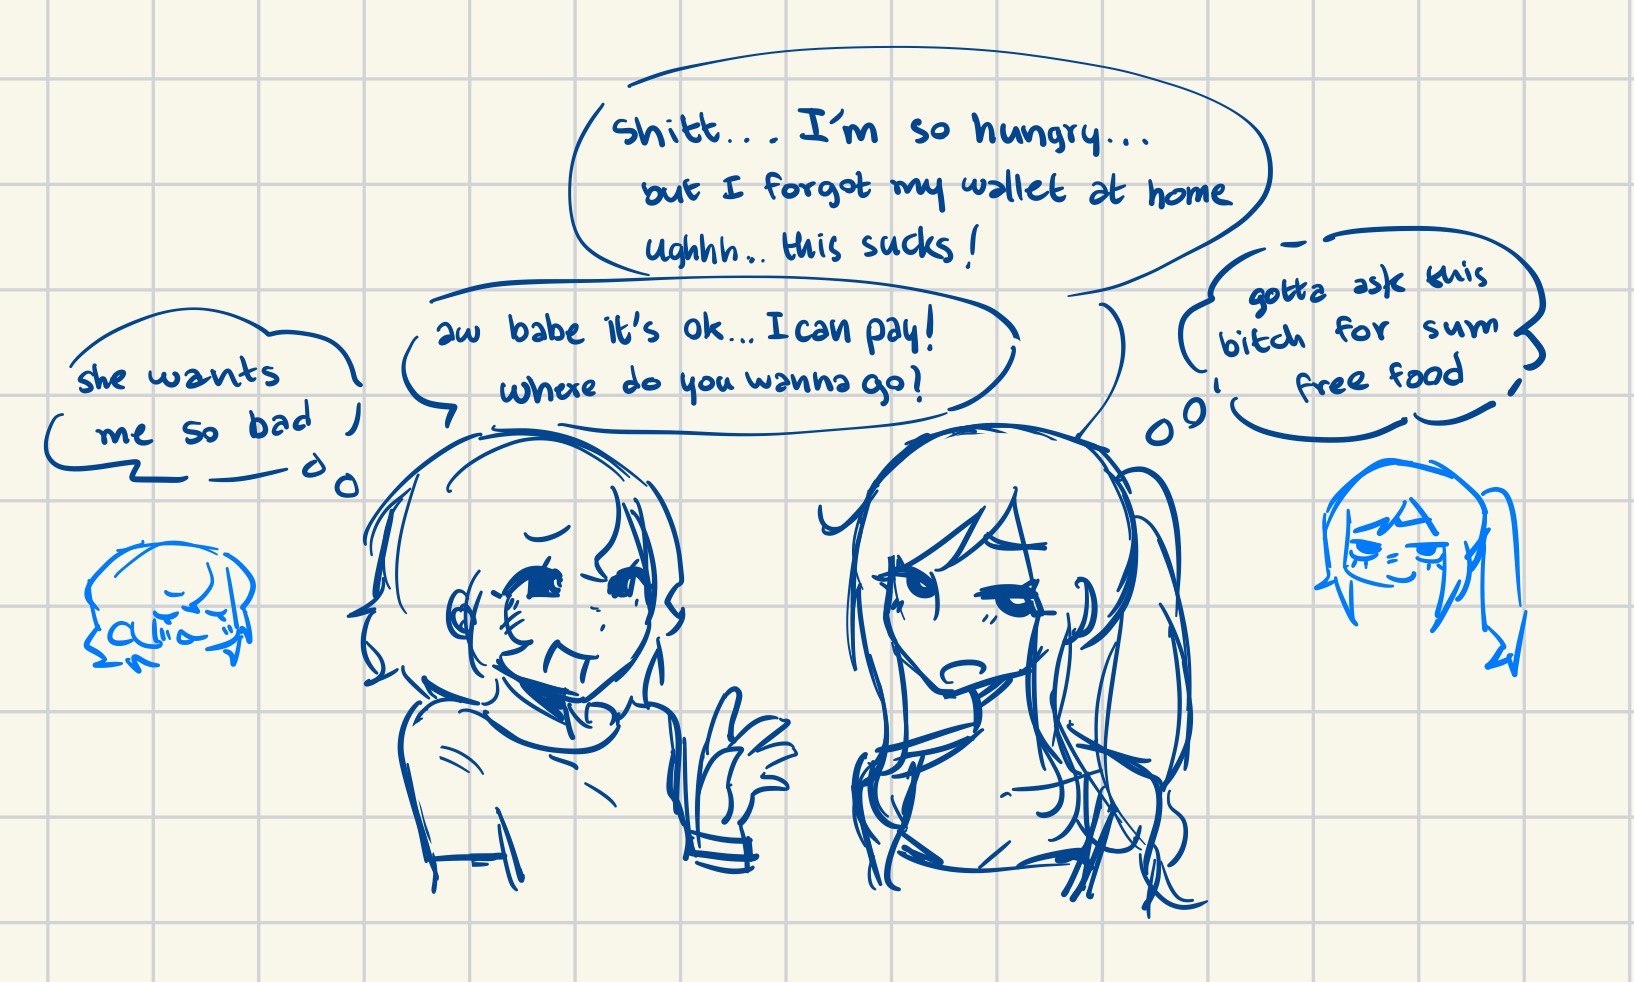 shitt... I'm so hungry...
but I forgot my wallet at home
ughhh.. this sucks!
aw babe it's ok... I can pay!
where do you wanna go?
she wants
me so bad
gotta ask this
bitch for sum
free food